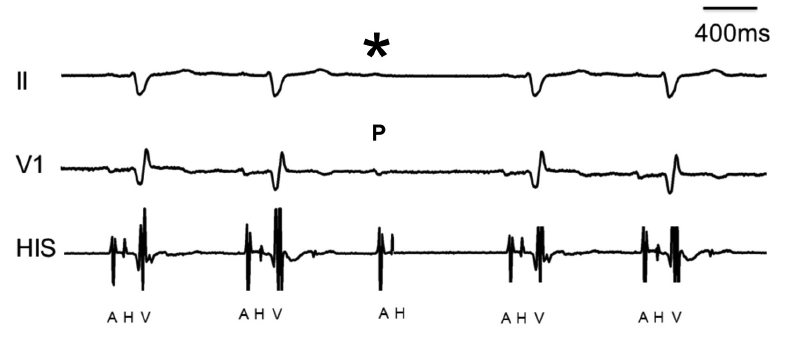 400ms
*
II
P
V1
HIS
A H V A H V A H A H V A H V